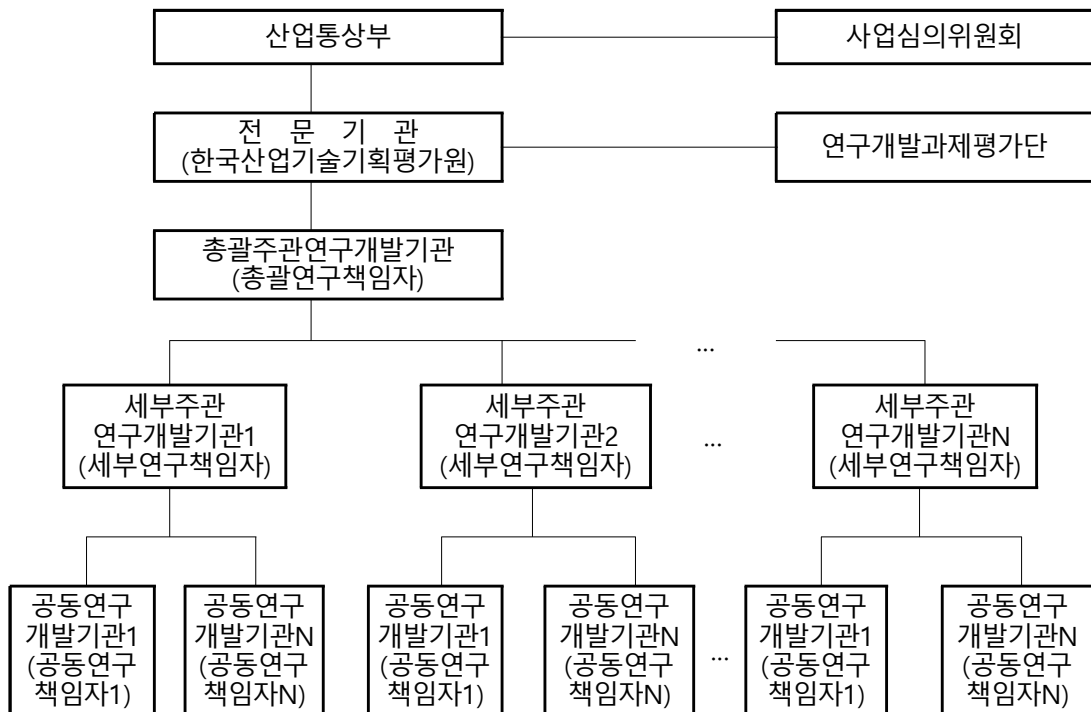 산업통상부
사업심의위원회
전 문 기 관
(한국산업기술기획평가원)
연구개발과제평가단
총괄주관연구개발기관
(총괄연구책임자)
...
세부주관
연구개발기관1
(세부연구책임자)
세부주관
연구개발기관2
(세부연구책임자)
...
세부주관
연구개발기관N
(세부연구책임자)
공동연구
개발기관1
(공동연구
책임자1)
공동연구
개발기관N
(공동연구
책임자N)
공동연구
개발기관1
(공동연구
책임자1)
공동연구
개발기관N
(공동연구
책임자N)
...
공동연구
개발기관1
(공동연구
책임자1)
공동연구
개발기관N
(공동연구
책임자N)